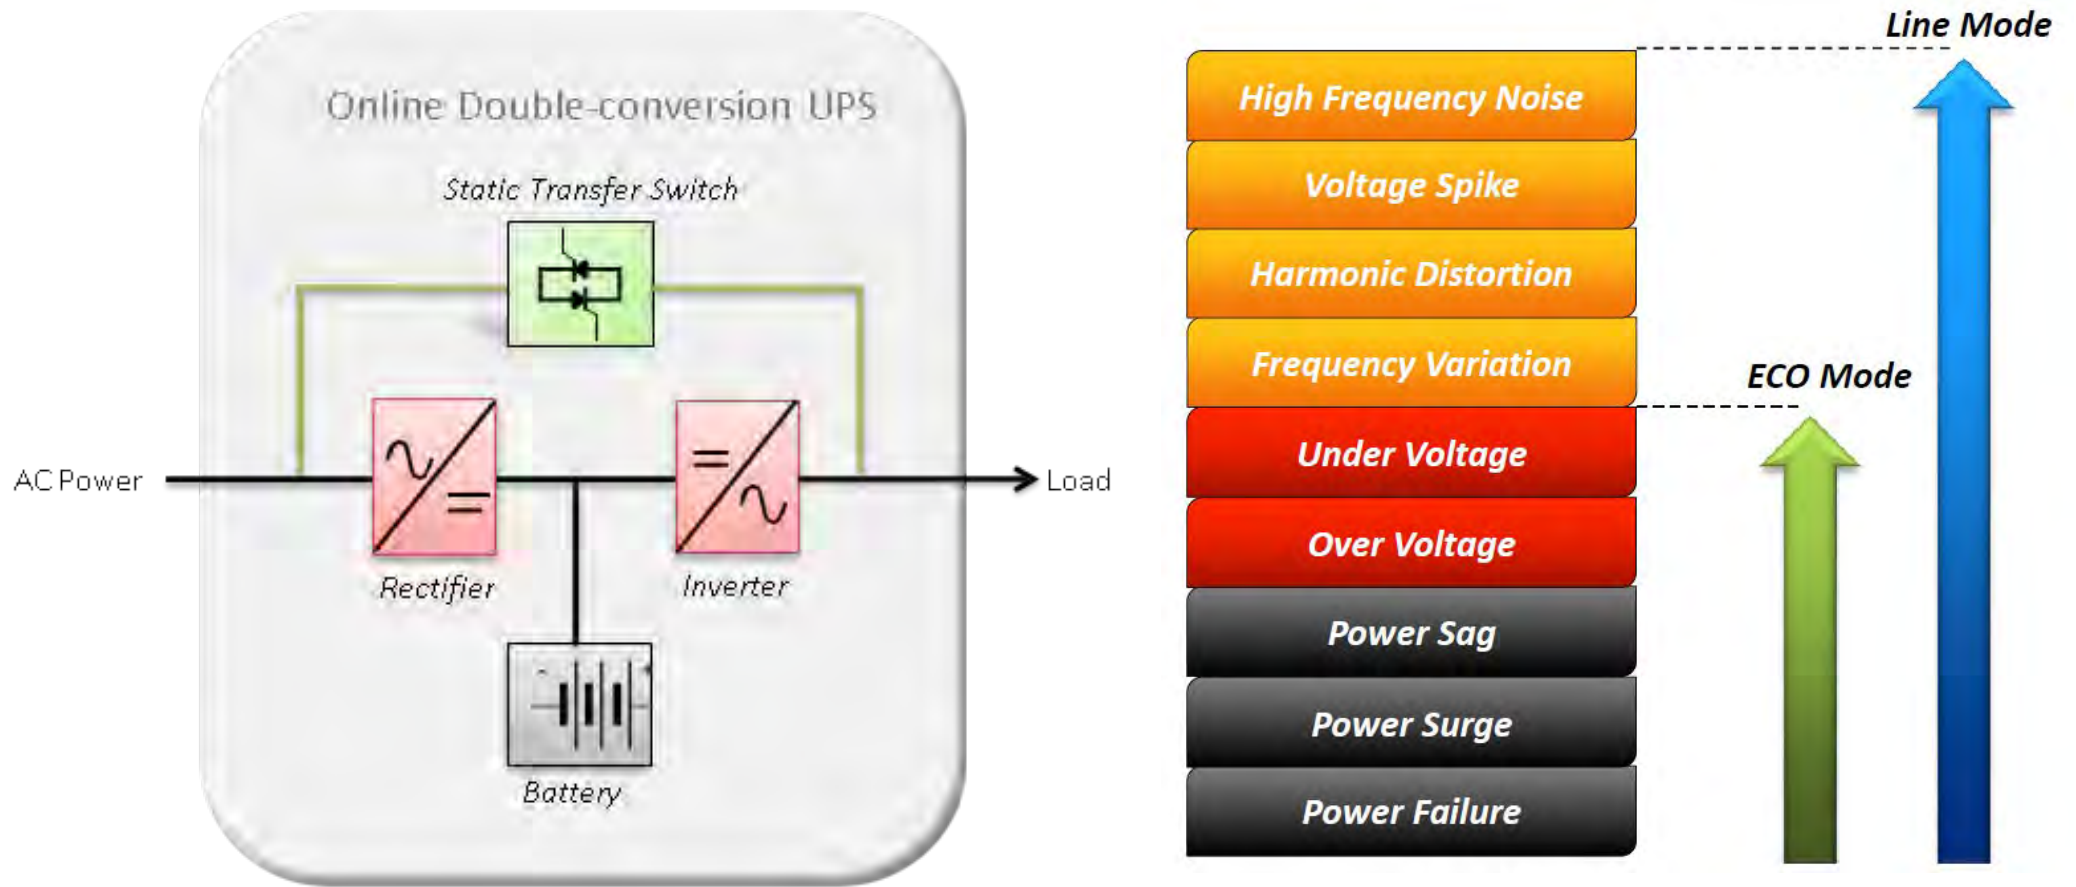 Online Double-conversion UPS
Static Transfer Switch
AC Power
Load
Rectifier
Inverter
Battery
Line Mode
High Frequency Noise
Voltage Spike
Harmonic Distortion
Frequency Variation
ECO Mode
Under Voltage
Over Voltage
Power Sag
Power Surge
Power Failure